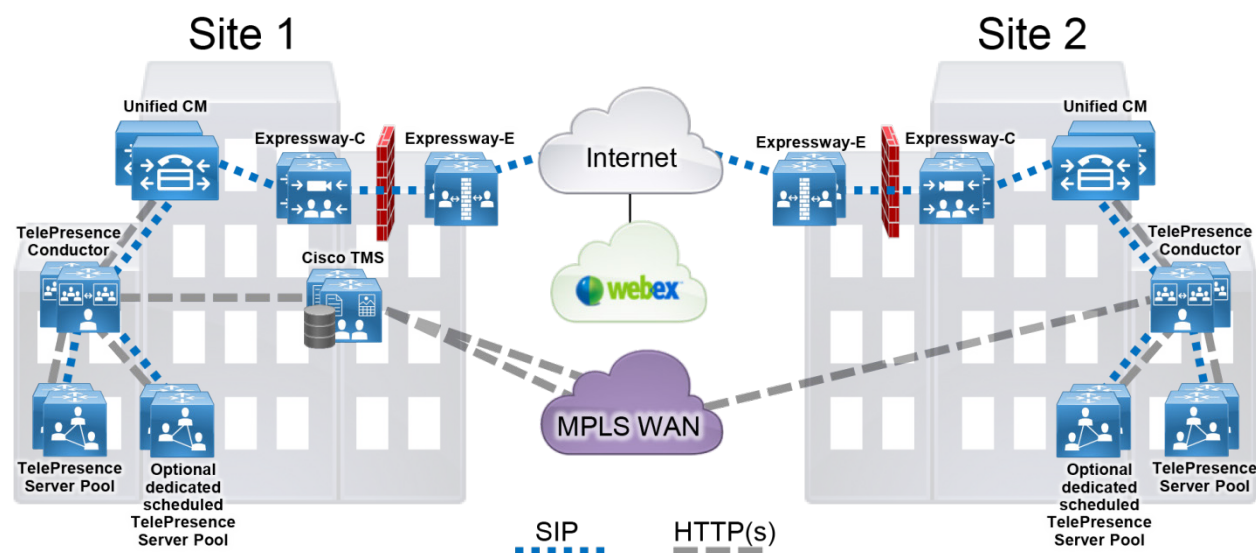 Site 1
Site 2
Unified CM
Expressway-C
Expressway-E
Internet
Expressway-E
Expressway-C
Unified CM
TelePresence
Conductor
Cisco TMS
webex
TelePresence
Conductor
MPLS WAN
TelePresence
Server Pool
Optional
dedicated
scheduled
TelePresence
Server Pool
Optional
dedicated
scheduled
TelePresence
Server Pool
TelePresence
Server Pool
SIP
HTTP(s)